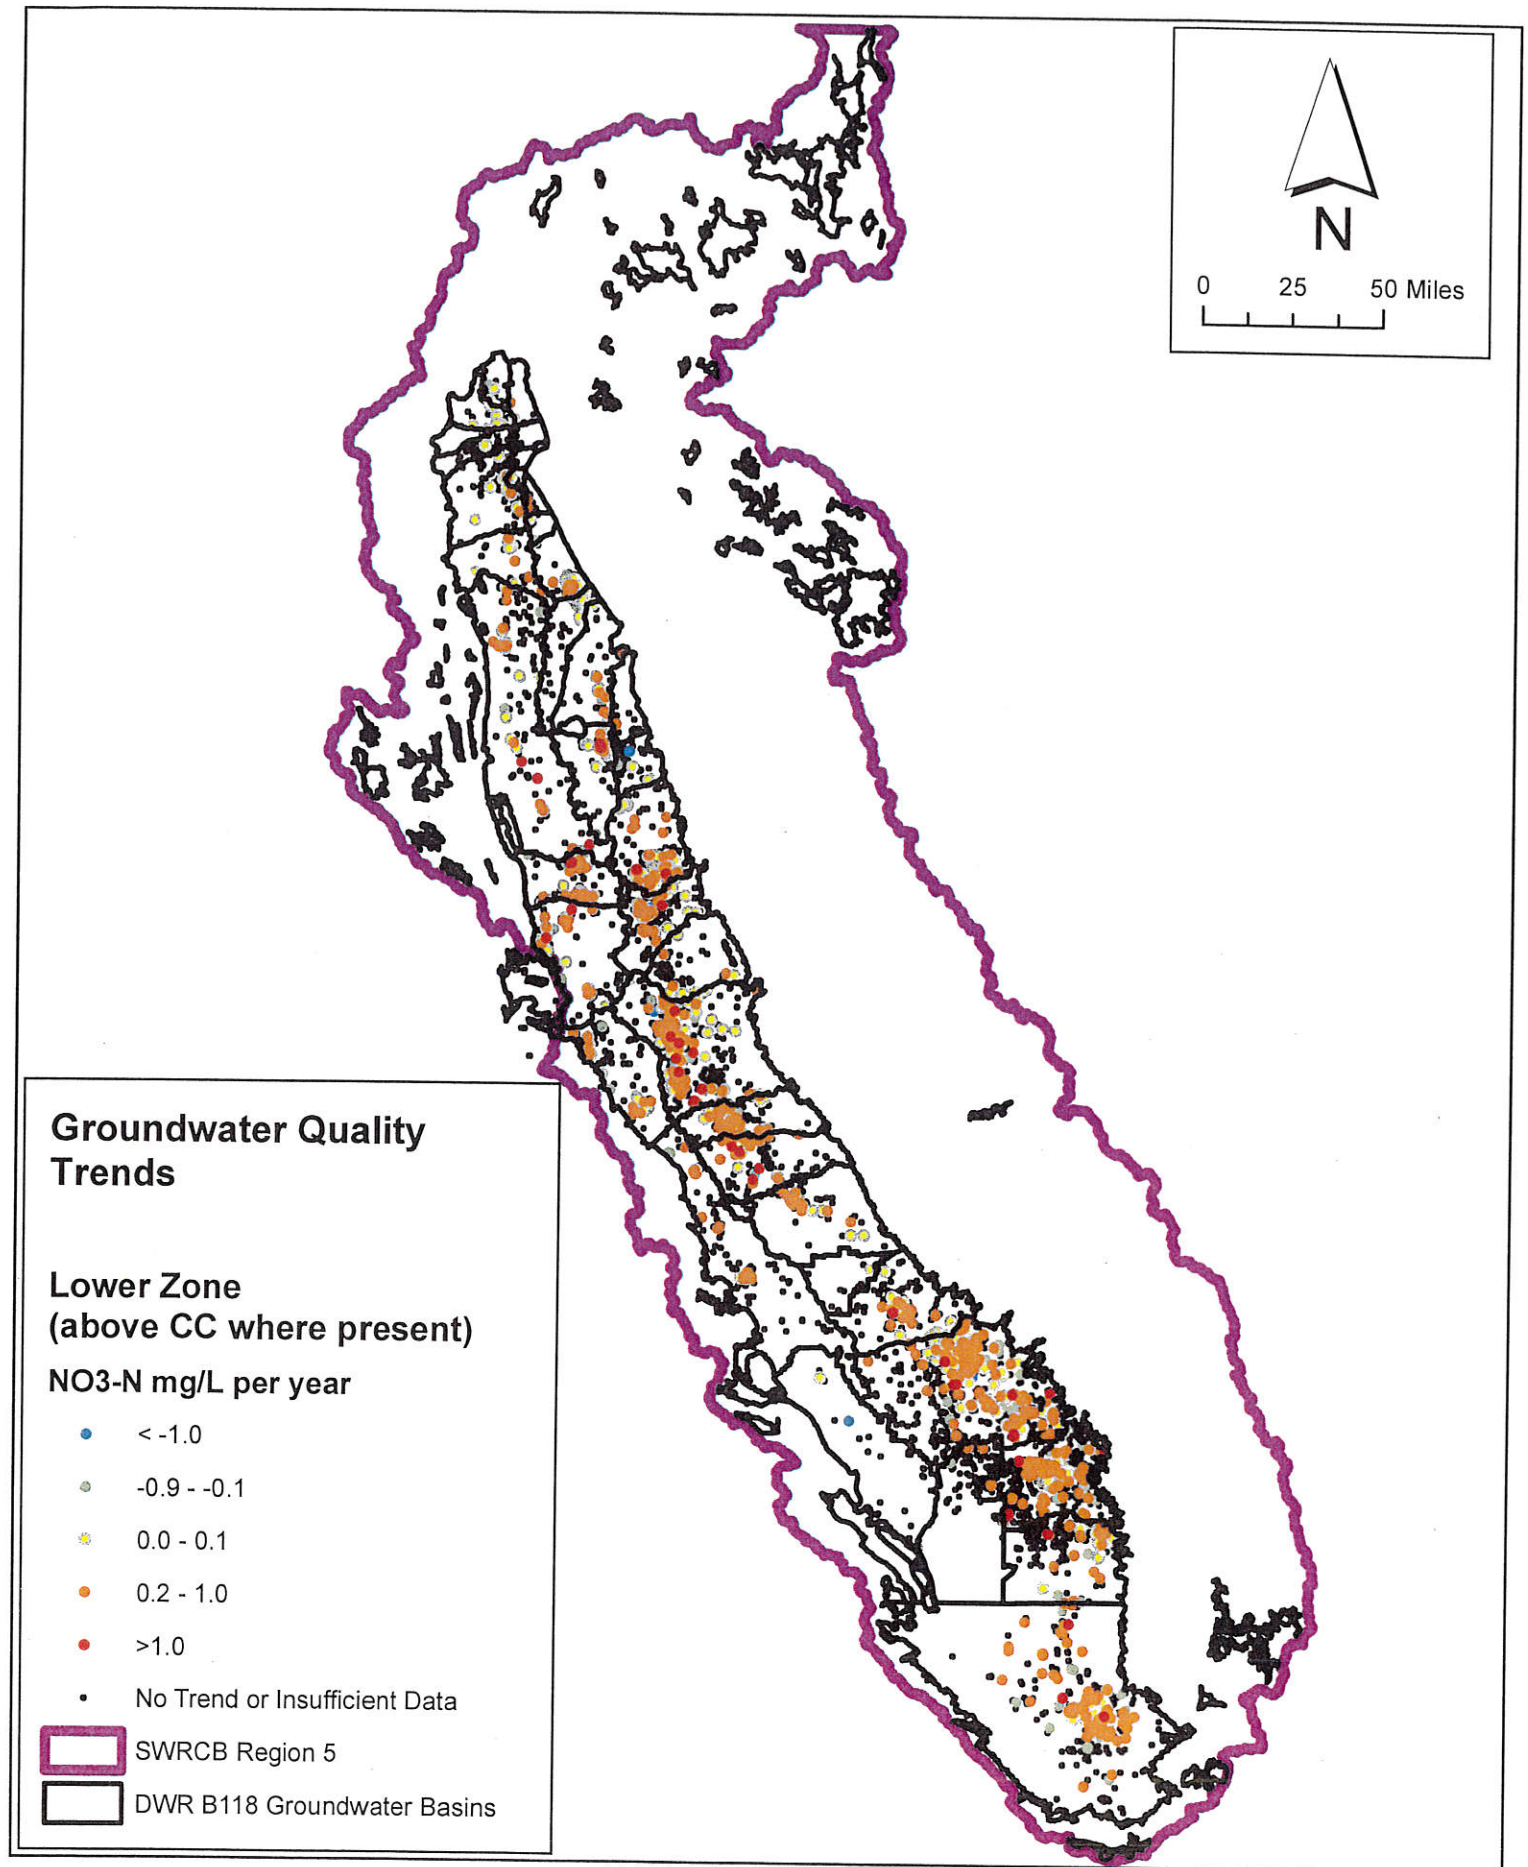 N
0 25 50 Miles
Groundwater Quality
Trends
Lower Zone
(above CC where present)
NO3-N mg/L per year
< -1.0
-0.9 - -0.1
0.0 - 0.1
0.2 - 1.0
>1.0
No Trend or Insufficient Data
SWRCB Region 5
DWR B118 Groundwater Basins